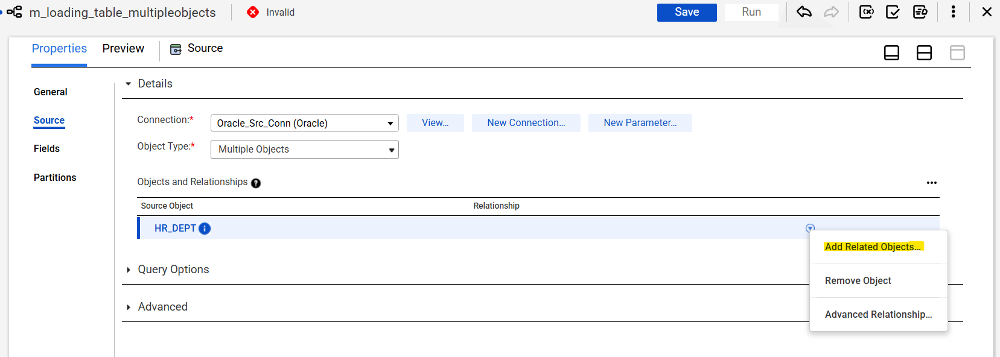 m_loading_table_multipleobjects Invalid Save Run
Properties Preview Source
General
Source
Fields
Partitions
Details
Connection:* Oracle_Src_Conn (Oracle) View... New Connection... New Parameter...
Object Type:* Multiple Objects
Objects and Relationships ?
Source Object Relationship
HR_DEPT i
Add Related Objects...
Remove Object
Advanced Relationship...
Query Options
Advanced